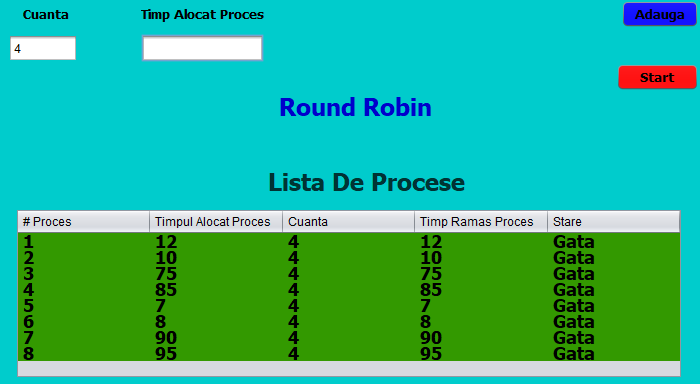 Cuanta Timp Alocat Proces Adauga
4
Start
Round Robin
Lista De Procese
# Proces Timpul Alocat Proces Cuanta Timp Ramas Proces Stare
1 12 4 12 Gata
2 10 4 10 Gata
3 75 4 75 Gata
4 85 4 85 Gata
5 7 4 7 Gata
6 8 4 8 Gata
7 90 4 90 Gata
8 95 4 95 Gata